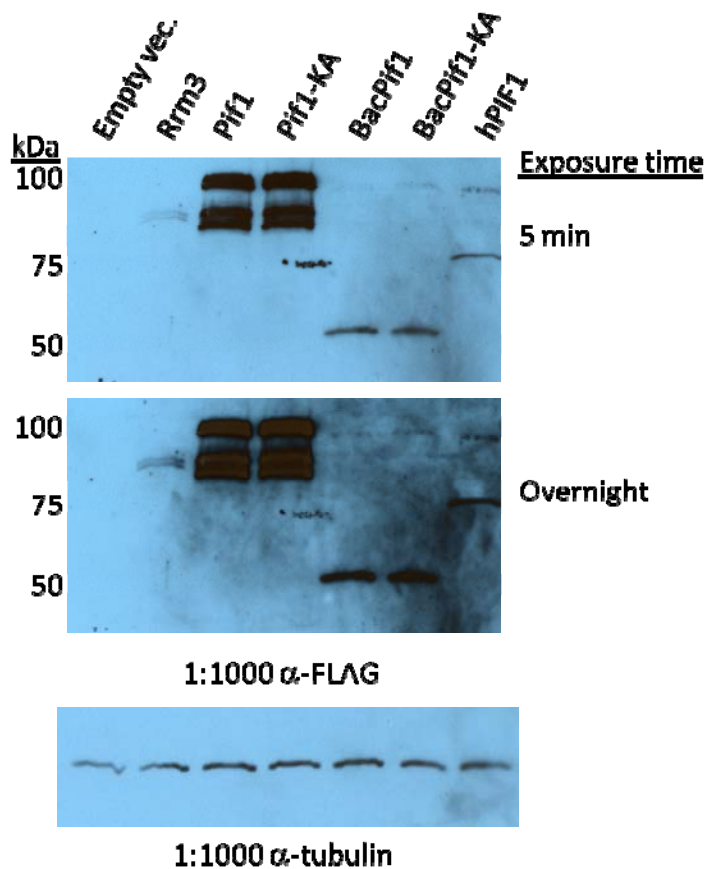 Empty vec.
Rrm3
Pif1
Pif1-KA
BacPif1
BacPif1-KA
hPIF1
kDa
Exposure time
100
5 min
75
50
100
Overnight
75
50
1:1000 α-FLAG
1:1000 α-tubulin